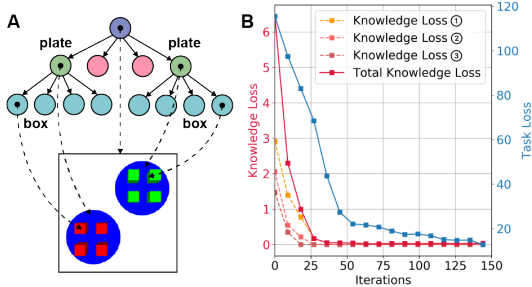 A
plate
plate
box
box
B
Knowledge Loss
6
5
4
3
2
1
0
Knowledge Loss ①
Knowledge Loss ②
Knowledge Loss ③
Total Knowledge Loss
120
100
80
60
40
20
Task Loss
0 25 50 75 100 125 150
Iterations